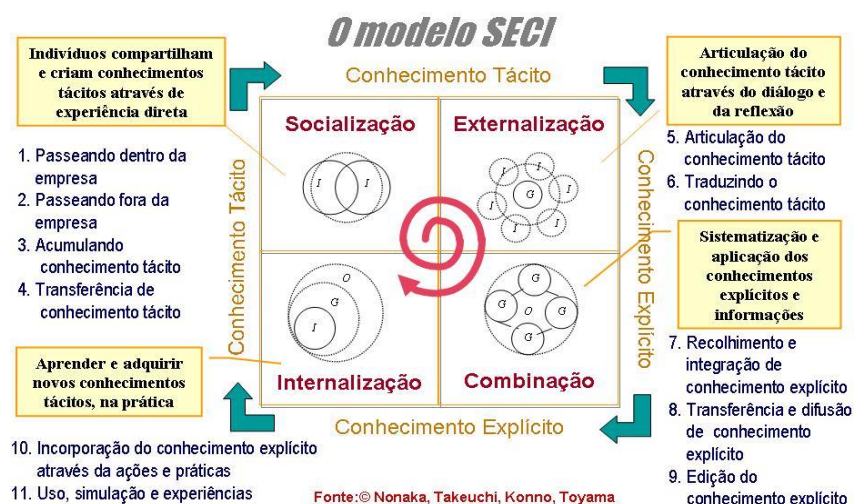 O modelo SECI
Indivíduos compartilham
e criam conhecimentos
tácitos através de
experiência direta
Conhecimento Tácito
Articulação do
conhecimento tácito
através do diálogo e
da reflexão
Socialização
Externalização
1. Passeando dentro da
empresa
2. Passeando fora da
empresa
3. Acumulando
conhecimento tácito
4. Transferência de
conhecimento tácito
Conhecimento Tácito
I
I
I
I
I
I
I
I
G
Conhecimento Explícito
5. Articulação do
conhecimento tácito
6. Traduzindo o
conhecimento tácito
Sistematização e
aplicação dos
conhecimentos
explícitos e
informações
O
G
I
G
G
O
G
G
Internalização
Combinação
Aprender e adquirir
novos conhecimentos
tácitos, na prática
Conhecimento Explícito
7. Recolhimento e
integração de
conhecimento explícito
8. Transferência e difusão
de conhecimento
explícito
9. Edição do
conhecimento explícito
10. Incorporação do conhecimento explícito
através da ações e práticas
11. Uso, simulação e experiências
Fonte:© Nonaka, Takeuchi, Konno, Toyama